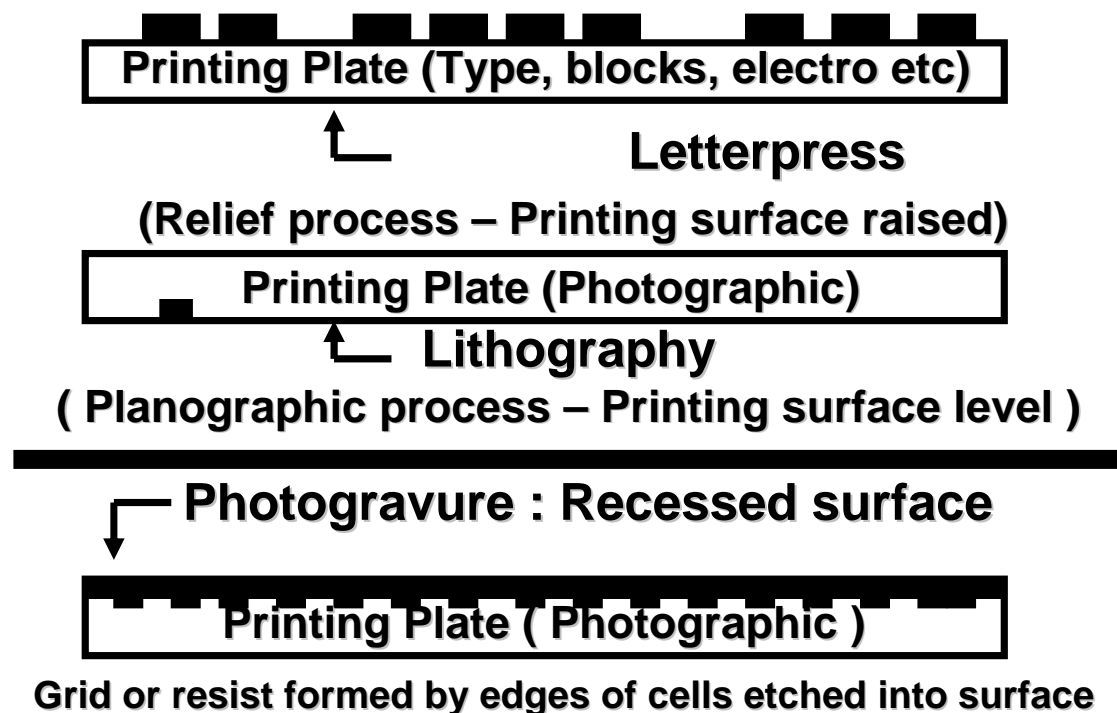 Printing Plate (Type, blocks, electro etc)
Letterpress
(Relief process – Printing surface raised)
Printing Plate (Photographic)
Lithography
( Planographic process – Printing surface level )
Photogravure : Recessed surface
Printing Plate ( Photographic )
Grid or resist formed by edges of cells etched into surface